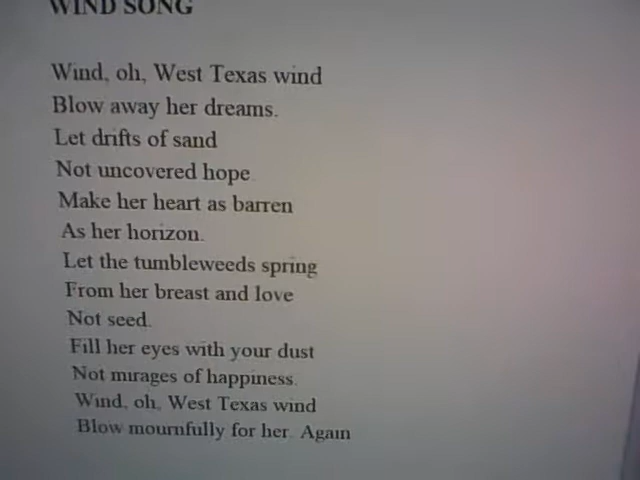 WIND SONG
Wind, oh, West Texas wind
Blow away her dreams.
Let drifts of sand
Not uncovered hope
Make her heart as barren
As her horizon.
Let the tumbleweeds spring
From her breast and love
Not seed.
Fill her eyes with your dust
Not mirages of happiness.
Wind, oh, West Texas wind
Blow mournfully for her. Again